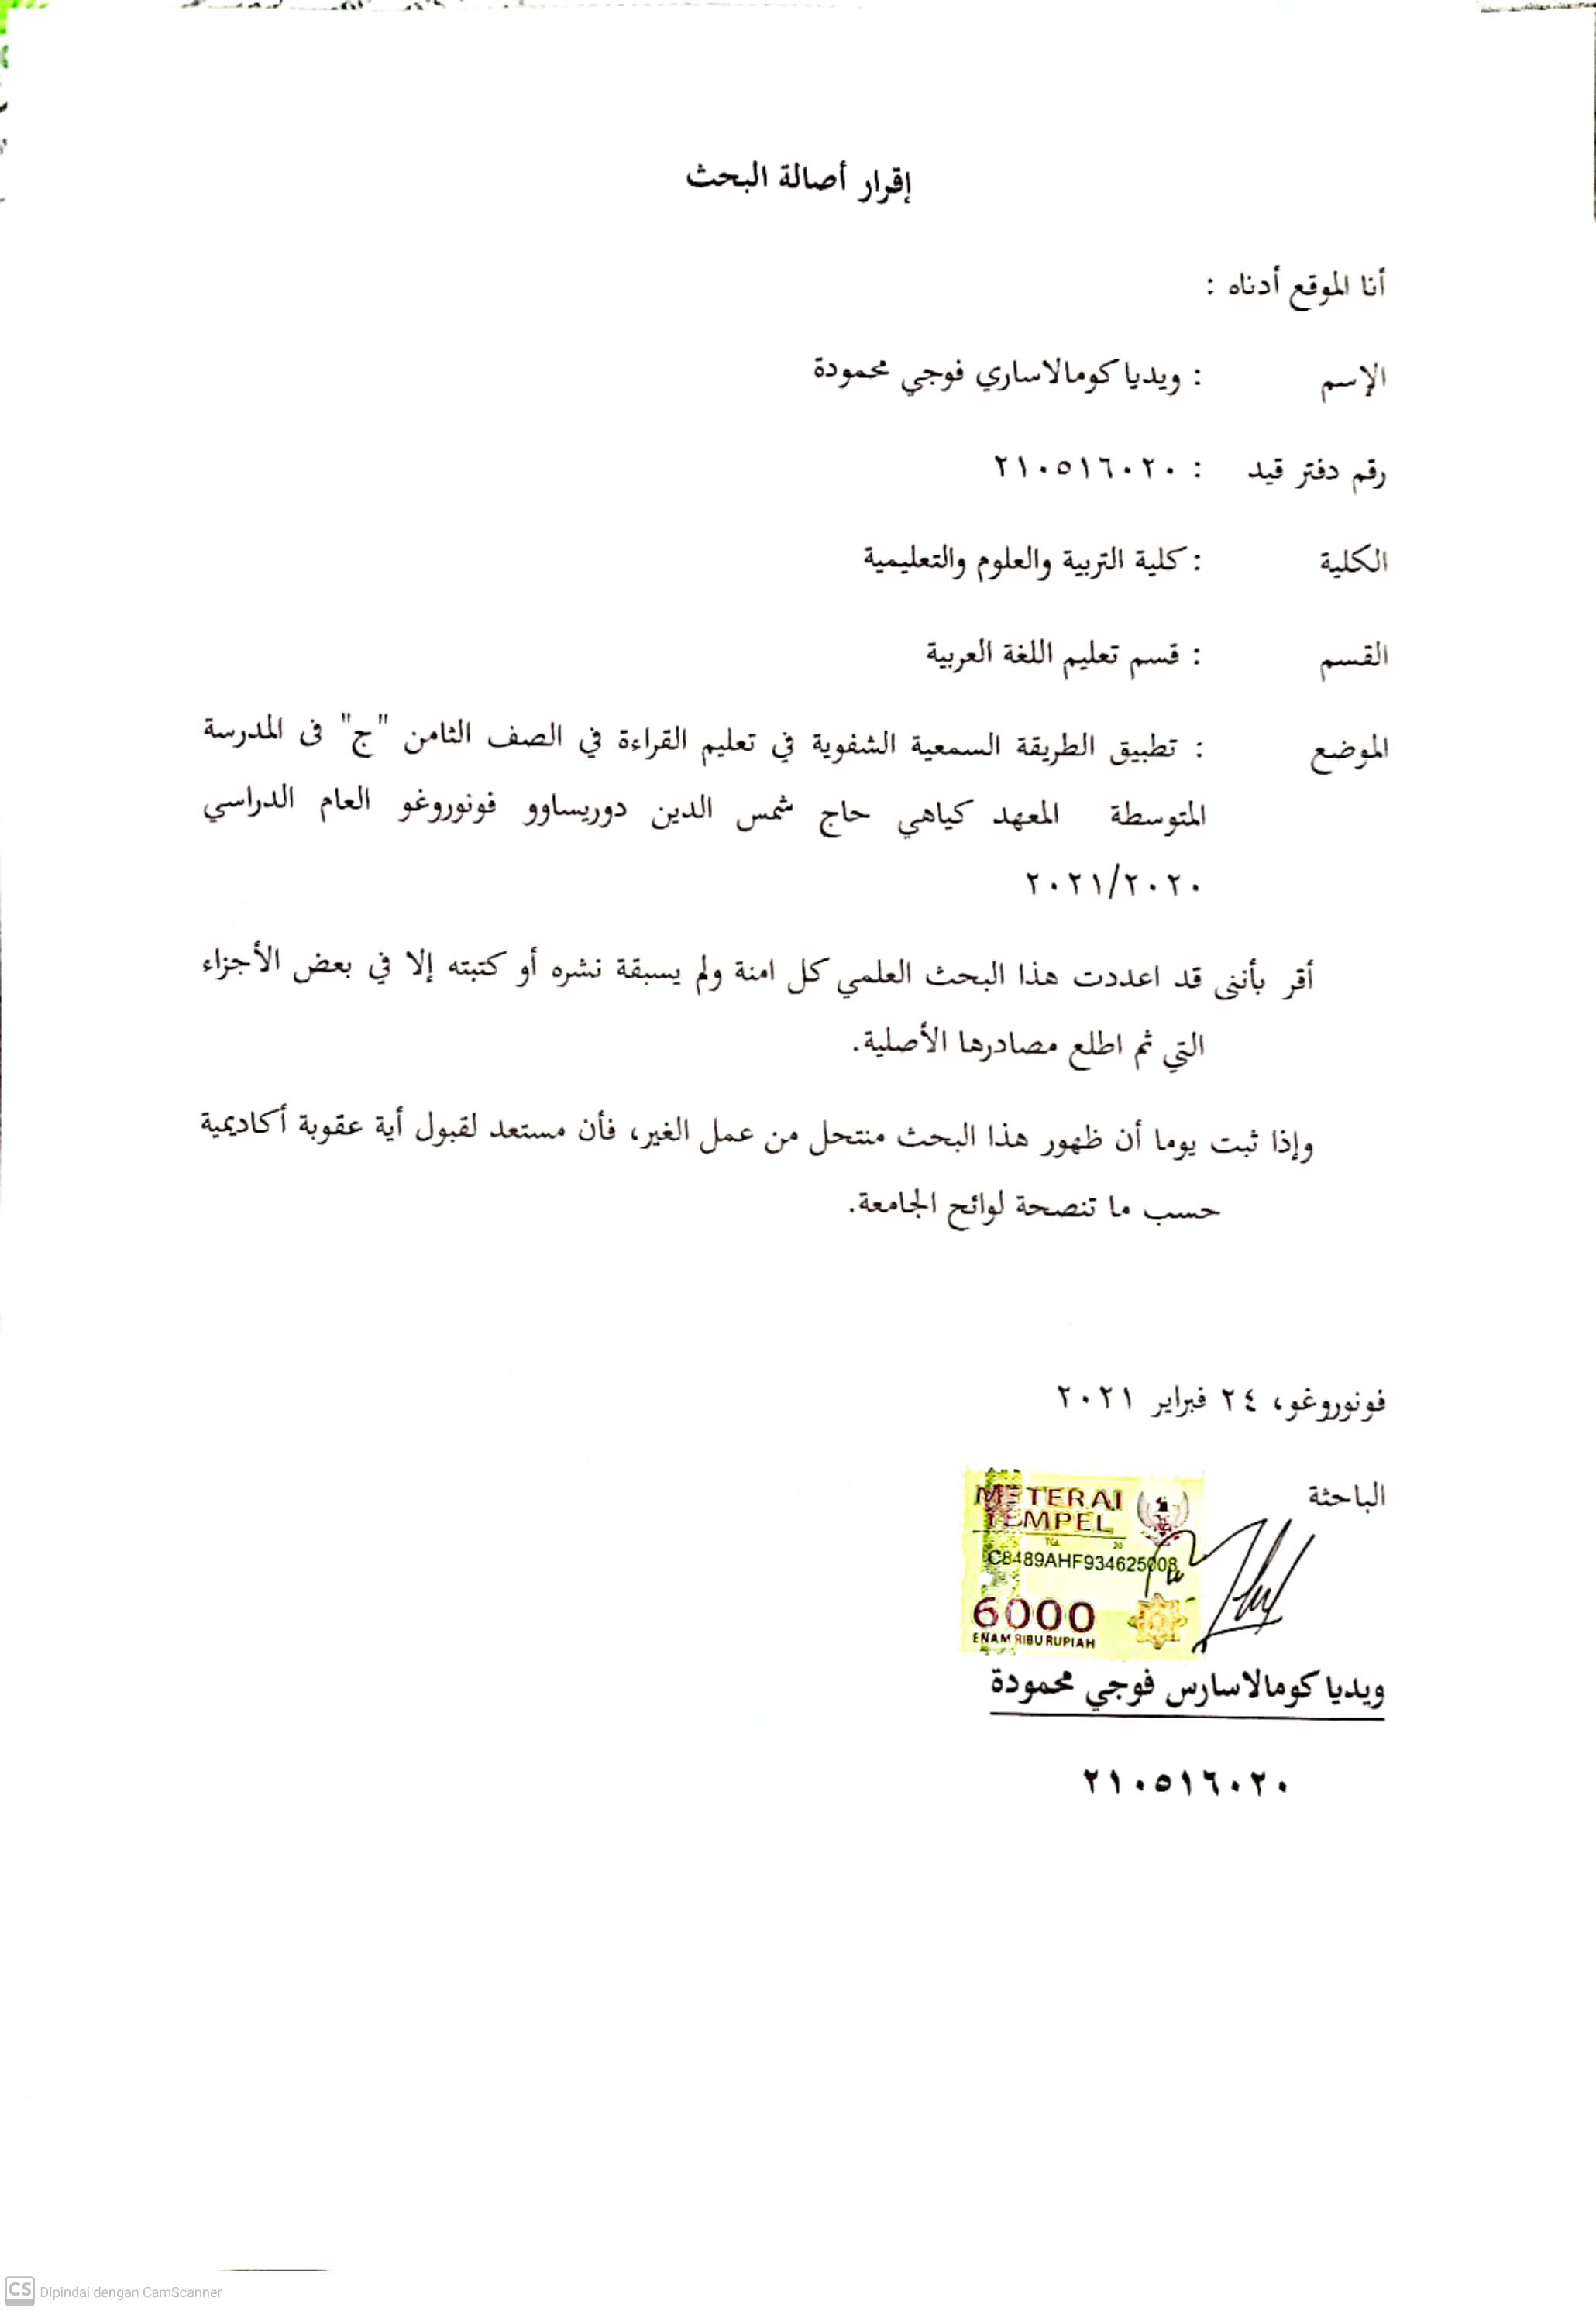 إقرار أصالة البحث
أنا الموقع أدناه :
الإسم : ويديا كومالاساري فوجي محمودة
رقم دفتر قيد : ٢١٠٥١٦٠٢٠
الكلية : كلية التربية والعلوم والتعليمية
القسم : قسم تعليم اللغة العربية
الموضع : تطبيق الطريقة السمعية الشفوية في تعليم القراءة في الصف الثامن "ج" فى المدرسة
المتوسطة المعهد كياهي حاج شمس الدين دوريساوو فونوروغو العام الدراسي
٢٠٢١/٢٠٢٠
أقر بأننى قد اعددت هذا البحث العلمي كل امنة ولم يسبقة نشره أو كتبته إلا في بعض الأجزاء
التي ثم اطلع مصادرها الأصلية.
وإذا ثبت يوما أن ظهور هذا البحث منتحل من عمل الغير، فأن مستعد لقبول أية عقوبة أكاديمية
حسب ما تنصحة لوائح الجامعة.
فونوروغو، ٢٤ فبراير ٢٠٢١
الباحثة
METERAI
TEMPEL
TGL 20
C8489AHF934625008
6000
ENAM RIBU RUPIAH
ويديا كومالاسارس فوجي محمودة
٢١٠٥١٦٠٢٠
CS Dipindai dengan CamScanner